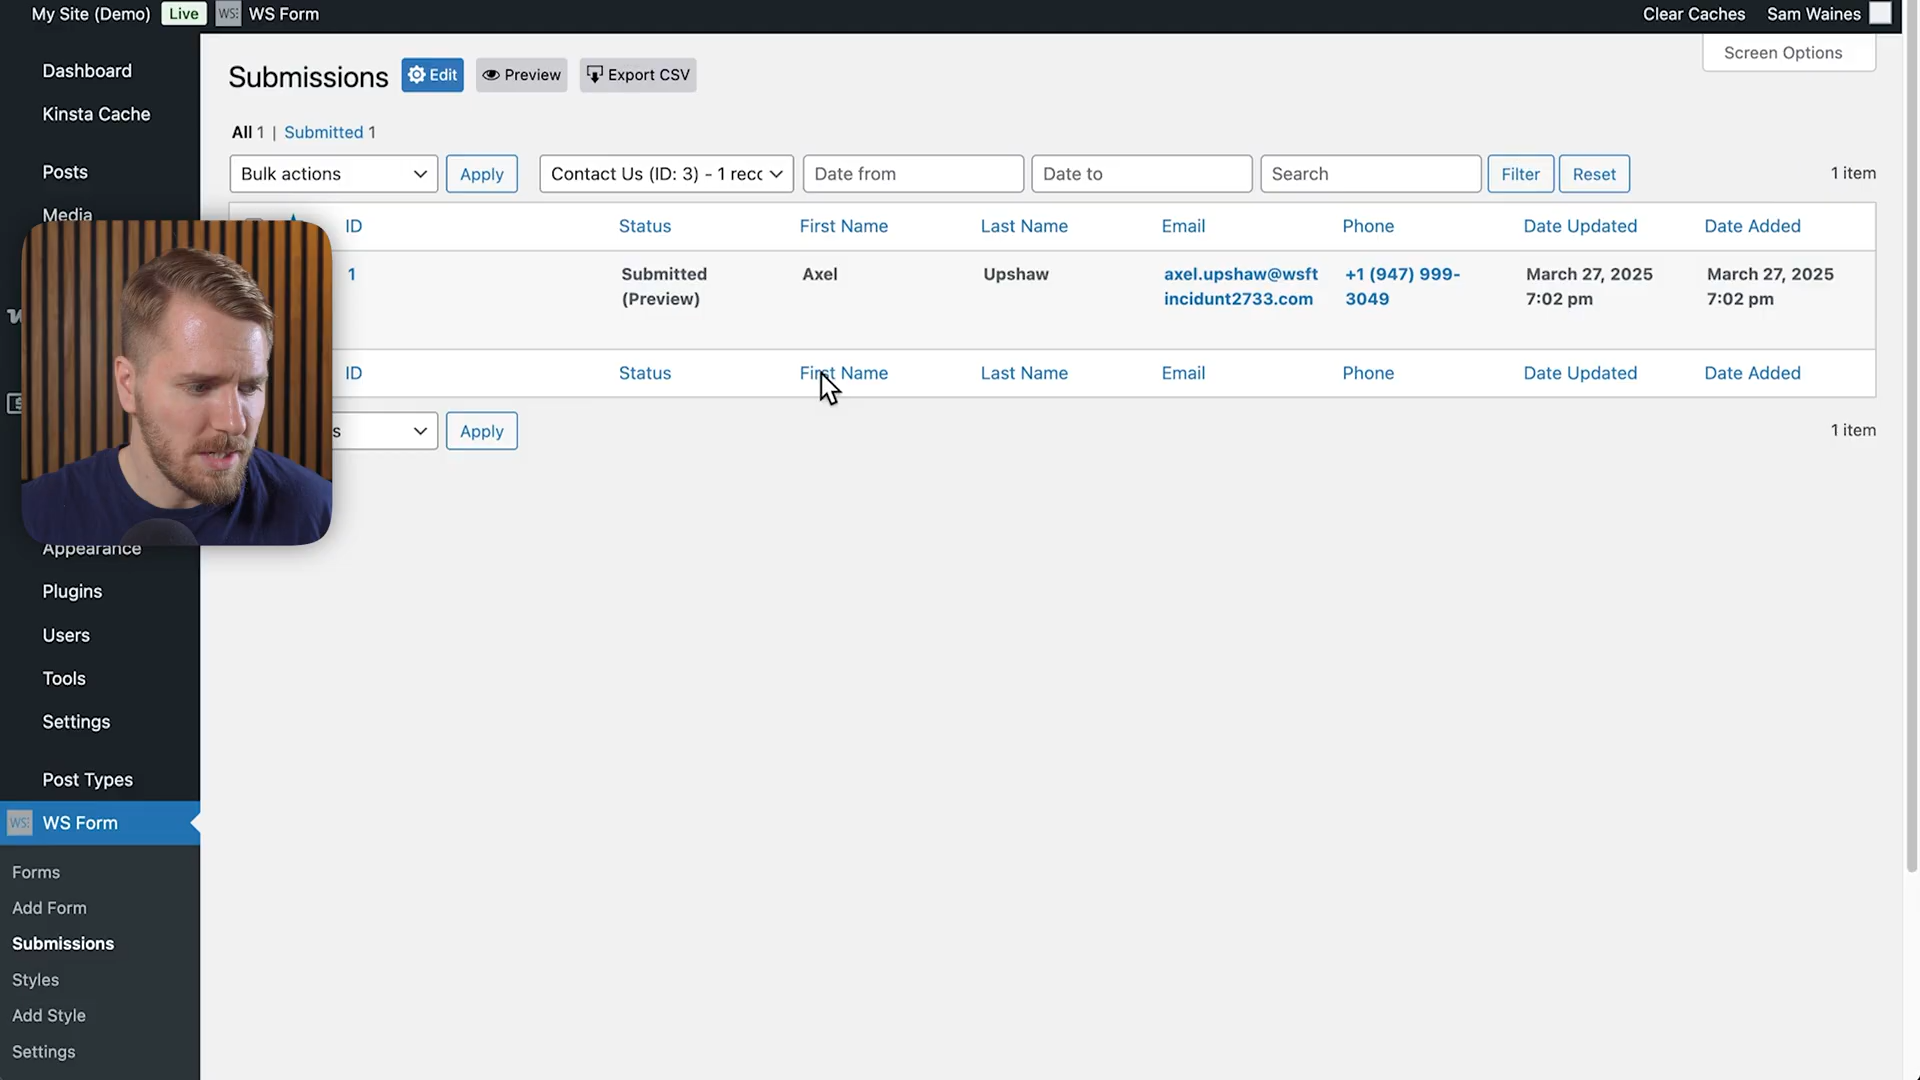 My Site (Demo) Live WS WS Form Clear Caches Sam Waines
Screen Options
Dashboard
Kinsta Cache
Posts
Media
Appearance
Plugins
Users
Tools
Settings
Post Types
WS: WS Form
Forms
Add Form
Submissions
Styles
Add Style
Settings
Submissions Edit Preview Export CSV
All 1 | Submitted 1
Bulk actions Apply Contact Us (ID: 3) - 1 recc Date from Date to Search Filter Reset 1 item
ID Status First Name Last Name Email Phone Date Updated Date Added
1 Submitted Axel Upshaw axel.upshaw@wsft +1 (947) 999- March 27, 2025 March 27, 2025
(Preview) incidunt2733.com 3049 7:02 pm 7:02 pm
ID Status First Name Last Name Email Phone Date Updated Date Added
s Apply 1 item